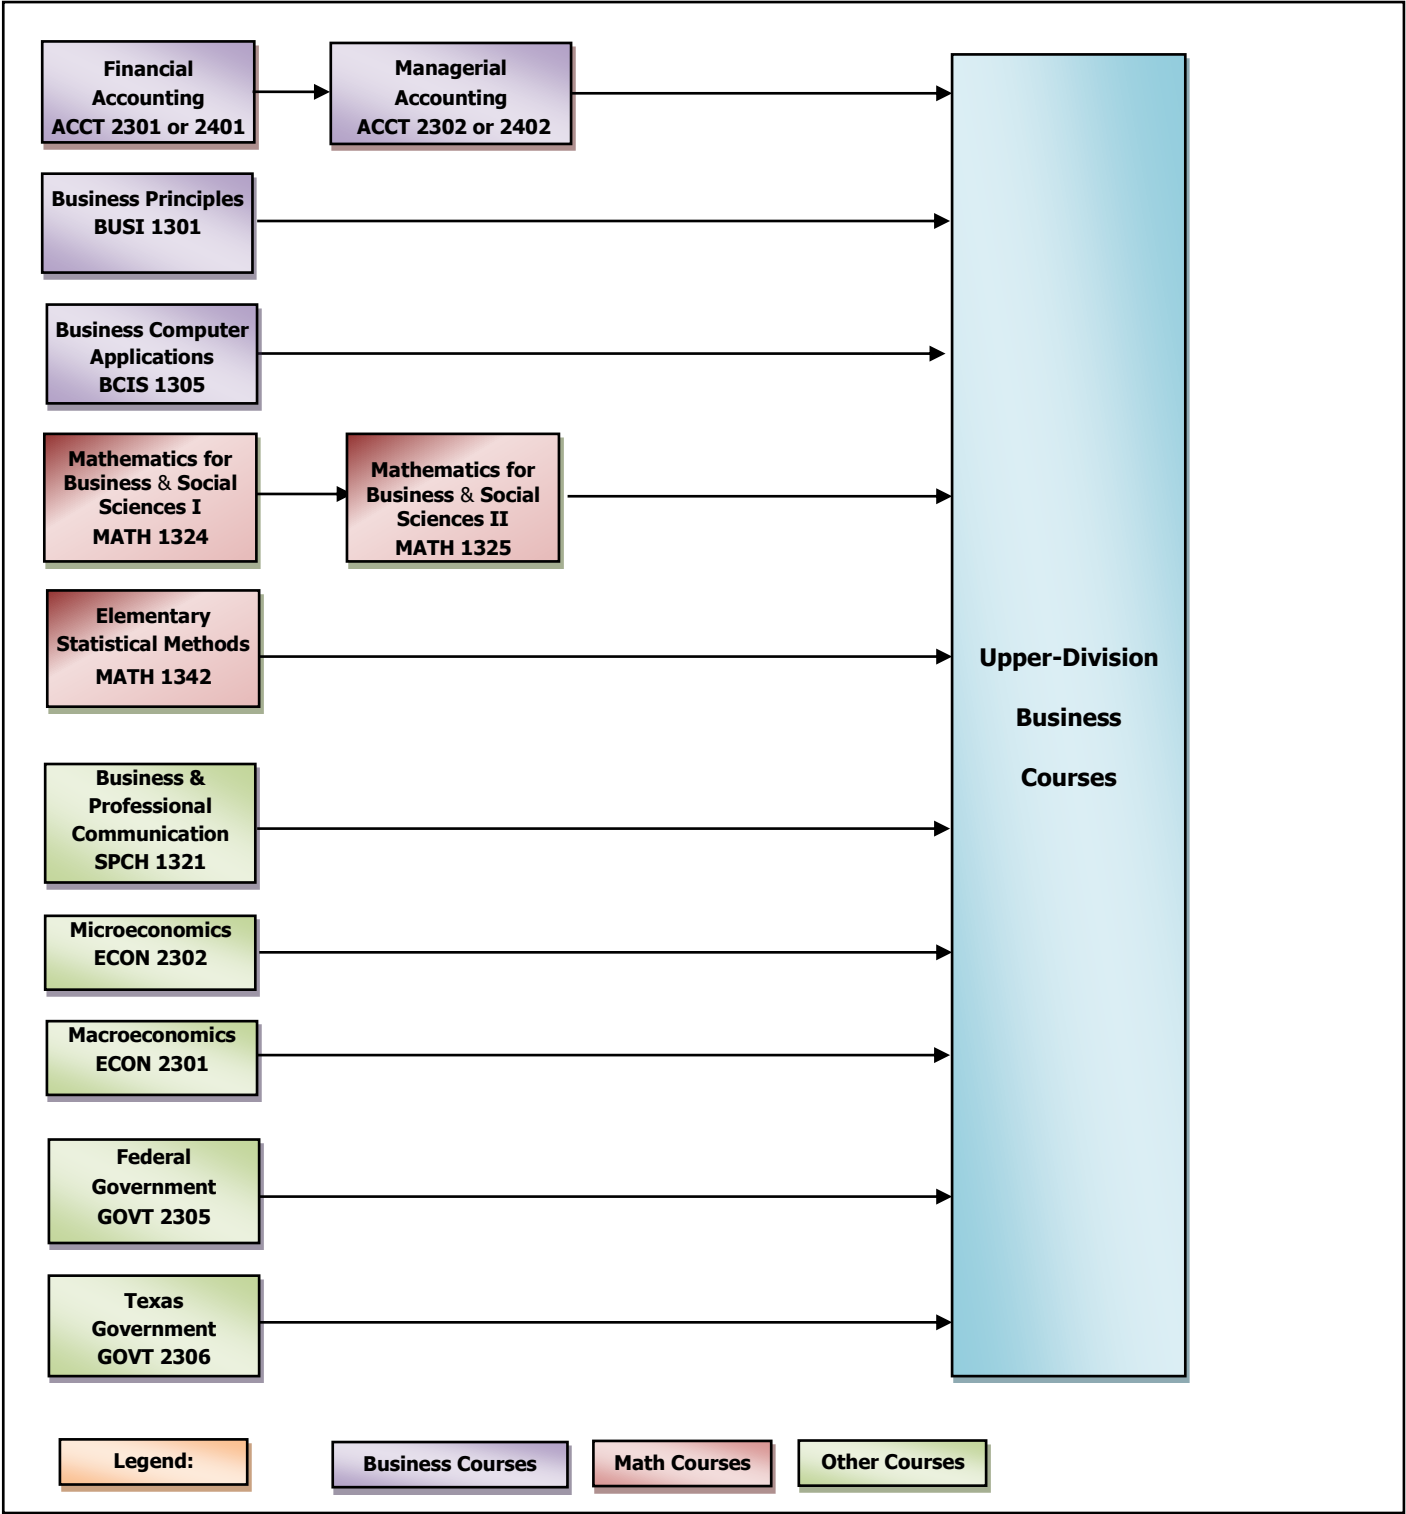 Financial
Accounting
ACCT 2301 or 2401
Managerial
Accounting
ACCT 2302 or 2402
Business Principles
BUSI 1301
Business Computer
Applications
BCIS 1305
Mathematics for
Business & Social
Sciences I
MATH 1324
Mathematics for
Business & Social
Sciences II
MATH 1325
Elementary
Statistical Methods
MATH 1342
Upper-Division
Business
Courses
Business &
Professional
Communication
SPCH 1321
Microeconomics
ECON 2302
Macroeconomics
ECON 2301
Federal
Government
GOVT 2305
Texas
Government
GOVT 2306
Legend:
Business Courses
Math Courses
Other Courses